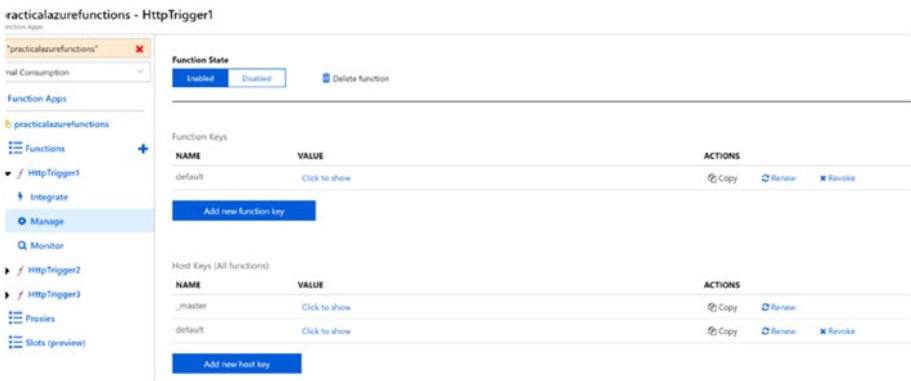 racticalazurefunctions - HttpTrigger1
nction Apps
"practicalazurefunctions"
nal Consumption
Function Apps
practicalazurefunctions
Functions
HttpTrigger1
Integrate
Manage
Monitor
HttpTrigger2
HttpTrigger3
Proxies
Slots (preview)
Function State
Enabled Disabled Delete function
Function Keys
NAME VALUE ACTIONS
default Click to show Copy Renew Revoke
Add new function key
Host Keys (All functions)
NAME VALUE ACTIONS
_master Click to show Copy Renew
default Click to show Copy Renew Revoke
Add new host key